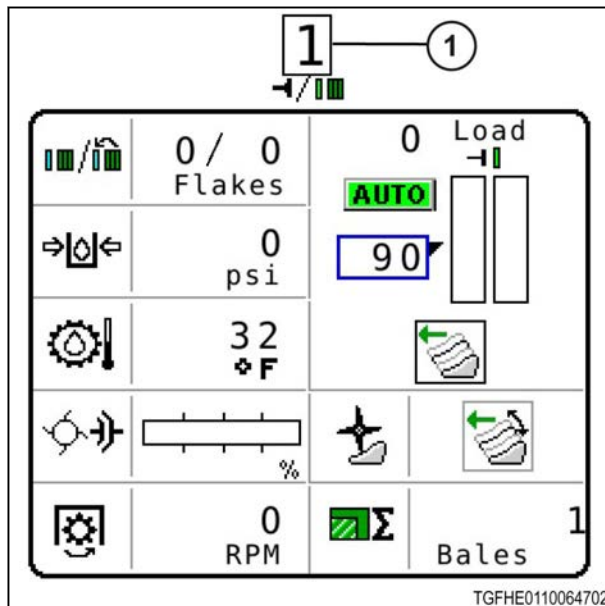 1
1
0/ 0
Flakes
0
Load
AUTO
90
0
psi
32
°F
%
0
RPM
Σ
1
Bales
TGFHE0110064702